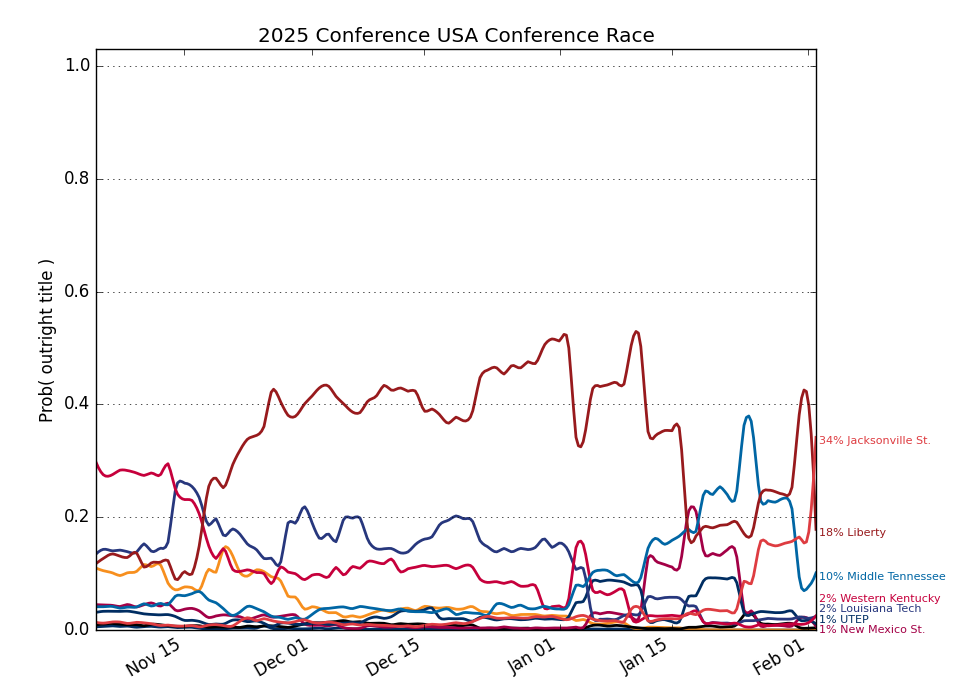 2025 Conference USA Conference Race
Prob( outright title )
1.0
0.8
0.6
0.4
0.2
0.0
Nov 15
Dec 01
Dec 15
Jan 01
Jan 15
Feb 01
34% Jacksonville St.
18% Liberty
10% Middle Tennessee
2% Western Kentucky
2% Louisiana Tech
1% UTEP
1% New Mexico St.